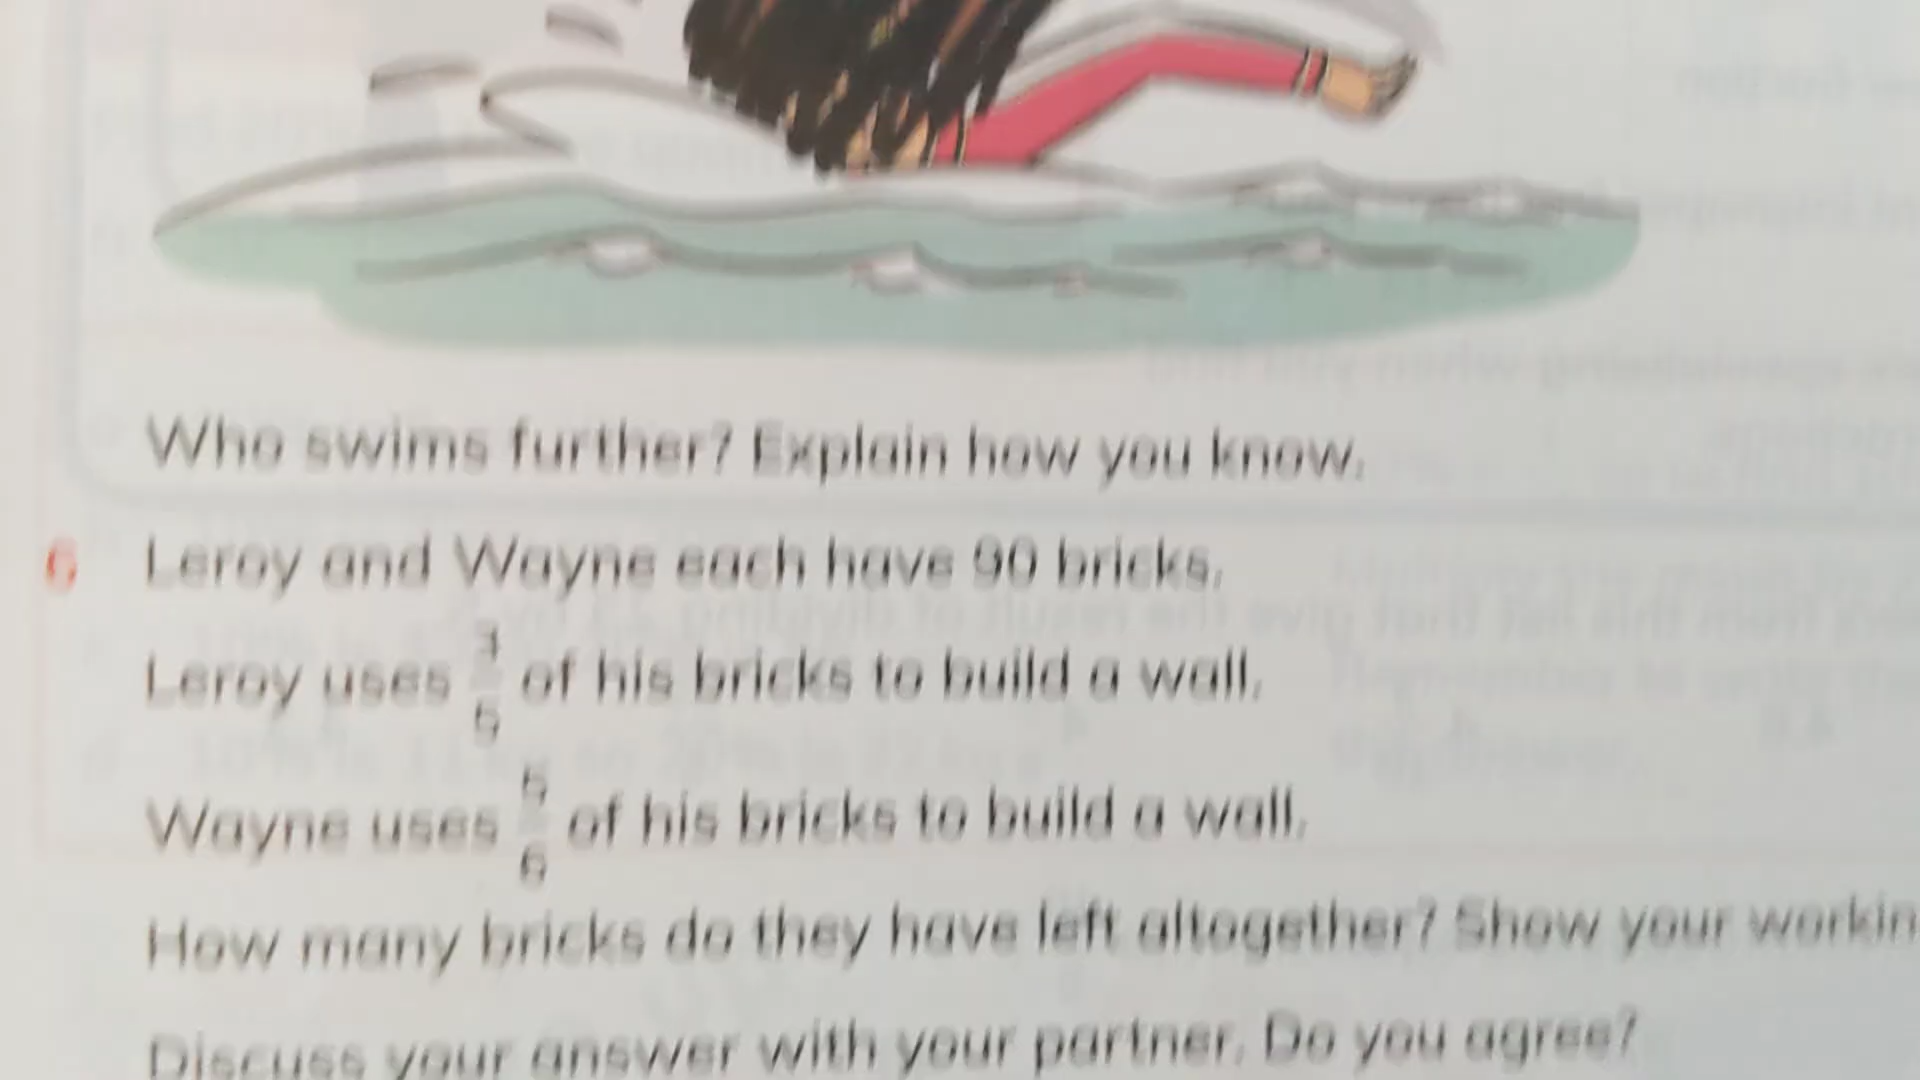 Who swims further? Explain how you know.
6 Leroy and Wayne each have 90 bricks.
Leroy uses 3/5 of his bricks to build a wall.
Wayne uses 5/6 of his bricks to build a wall.
How many bricks do they have left altogether? Show your workin
Discuss your answer with your partner. Do you agree?